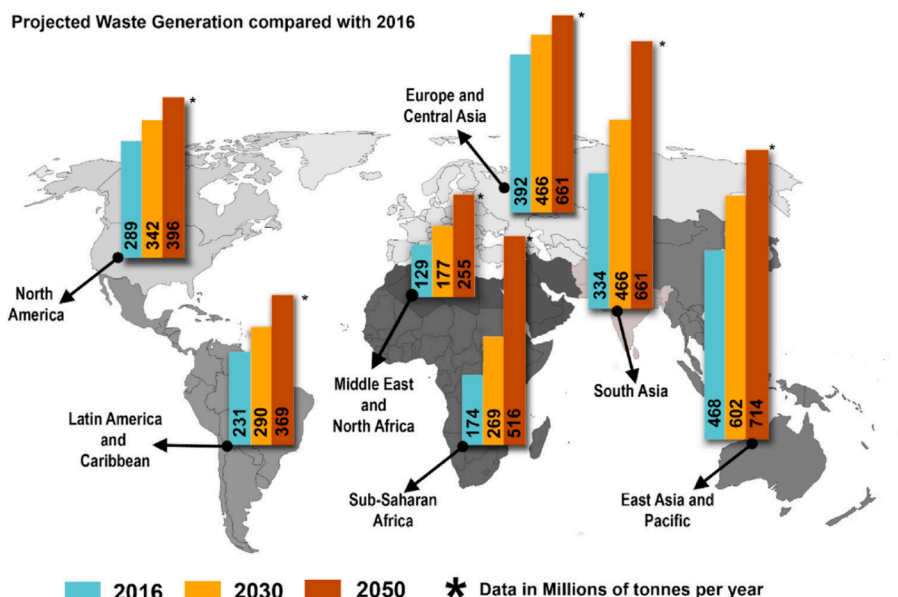 Projected Waste Generation compared with 2016
*
*
*
Europe and
Central Asia
392
466
661
*
289
342
396
North
America
*
129
177
255
*
334
466
661
South Asia
*
468
602
714
East Asia and
Pacific
*
231
290
369
Latin America
and
Caribbean
Middle East
and
North Africa
174
269
516
Sub-Saharan
Africa
2016 2030 2050 * Data in Millions of tonnes per year